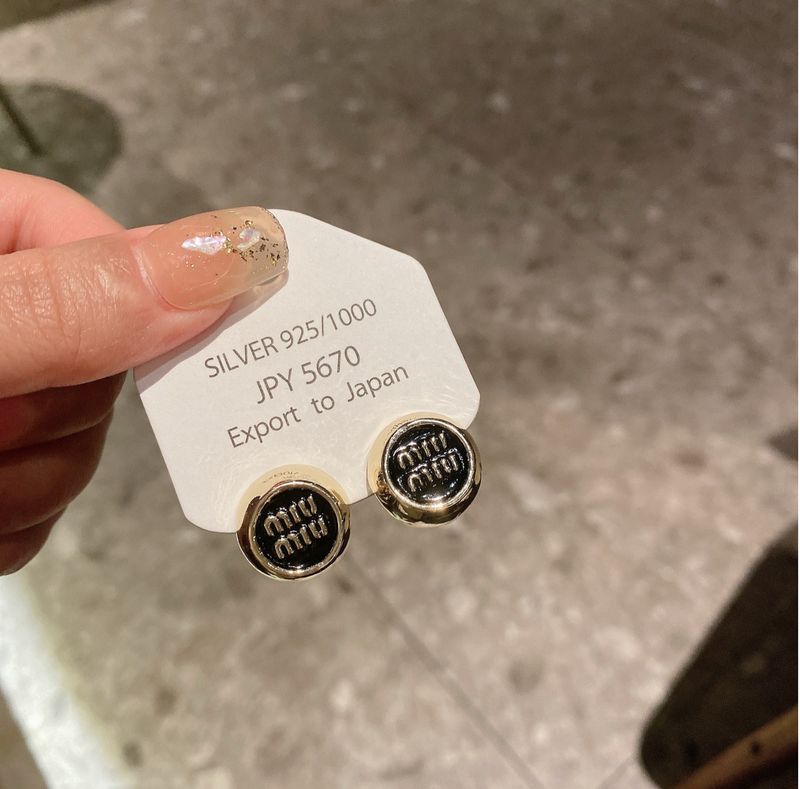 SILVER 925/1000
JPY 5670
Export to Japan
miu
miu
miu
miu